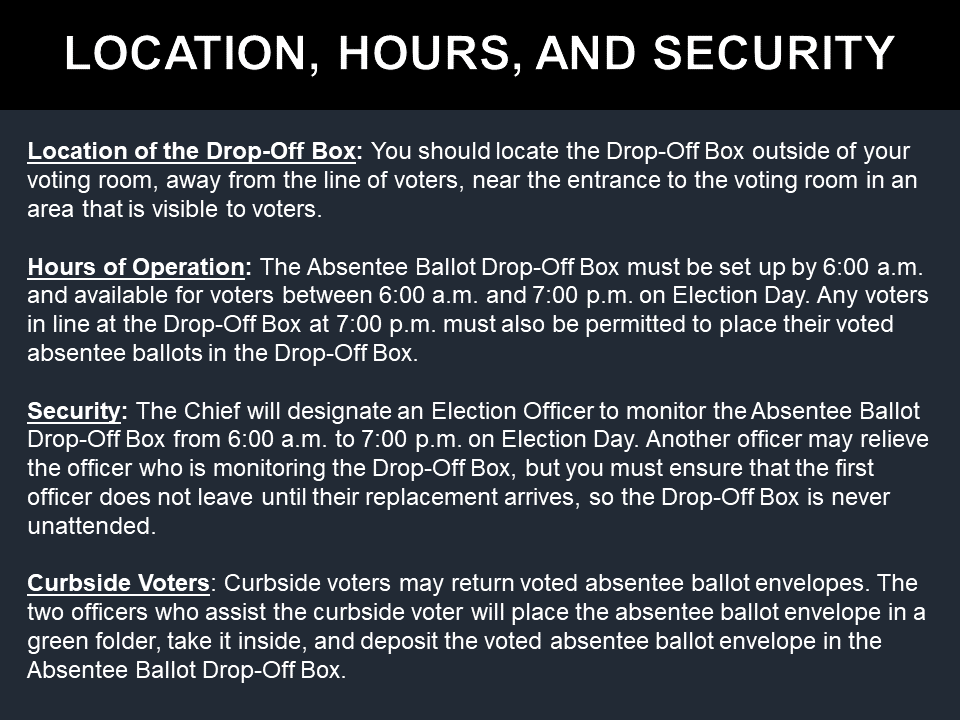 LOCATION, HOURS, AND SECURITY
Location of the Drop-Off Box: You should locate the Drop-Off Box outside of your
voting room, away from the line of voters, near the entrance to the voting room in an
area that is visible to voters.
Hours of Operation: The Absentee Ballot Drop-Off Box must be set up by 6:00 a.m.
and available for voters between 6:00 a.m. and 7:00 p.m. on Election Day. Any voters
in line at the Drop-Off Box at 7:00 p.m. must also be permitted to place their voted
absentee ballots in the Drop-Off Box.
Security: The Chief will designate an Election Officer to monitor the Absentee Ballot
Drop-Off Box from 6:00 a.m. to 7:00 p.m. on Election Day. Another officer may relieve
the officer who is monitoring the Drop-Off Box, but you must ensure that the first
officer does not leave until their replacement arrives, so the Drop-Off Box is never
unattended.
Curbside Voters: Curbside voters may return voted absentee ballot envelopes. The
two officers who assist the curbside voter will place the absentee ballot envelope in a
green folder, take it inside, and deposit the voted absentee ballot envelope in the
Absentee Ballot Drop-Off Box.